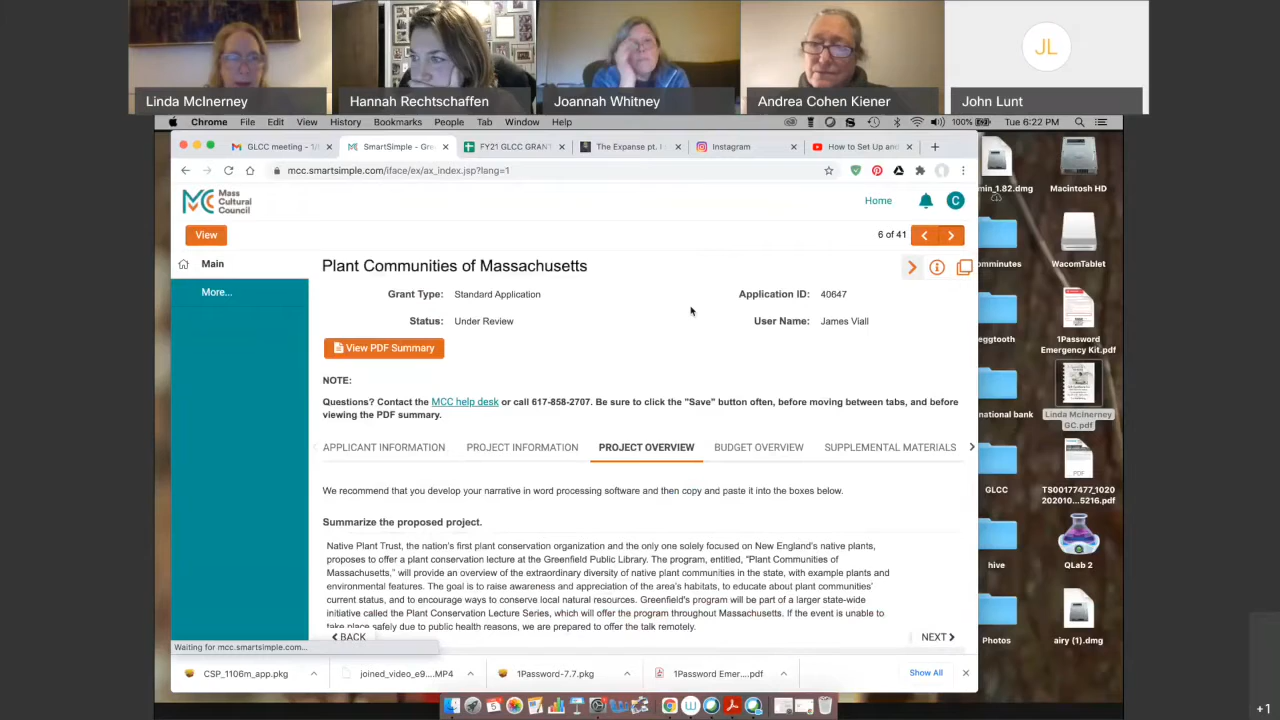 JL
Linda McInerney
Hannah Rechtschaffen
Joannah Whitney
Andrea Cohen Kiener
John Lunt
Chrome File Edit View History Bookmarks People Tab Window Help
100% Tue 6:22 PM
GLCC meeting - 1/
SmartSimple - Gre
FY21 GLCC GRANT
The Expanse pt. I
Instagram
How to Set Up and
mcc.smartsimple.com/iface/ex/ax_index.jsp?lang=1
Mass
Cultural
Council
Home
C
View
6 of 41
Main
More...
Plant Communities of Massachusetts
Grant Type: Standard Application
Application ID: 40647
Status: Under Review
User Name: James Viall
View PDF Summary
NOTE:
Questions? Contact the MCC help desk or call 617-858-2707. Be sure to click the "Save" button often, before moving between tabs, and before
viewing the PDF summary.
APPLICANT INFORMATION
PROJECT INFORMATION
PROJECT OVERVIEW
BUDGET OVERVIEW
SUPPLEMENTAL MATERIALS
We recommend that you develop your narrative in word processing software and then copy and paste it into the boxes below.
Summarize the proposed project.
Native Plant Trust, the nation's first plant conservation organization and the only one solely focused on New England's native plants,
proposes to offer a plant conservation lecture at the Greenfield Public Library. The program, entitled, "Plant Communities of
Massachusetts," will provide an overview of the extraordinary diversity of native plant communities in the state, with example plants and
environmental features. The goal is to raise awareness and appreciation of the area's habitats, to educate about plant communities'
current status, and to encourage ways to conserve local natural resources. Greenfield's program will be part of a larger state-wide
initiative called the Plant Conservation Lecture Series, which will offer the program throughout Massachusetts. If the event is unable to
take place safely due to public health reasons, we are prepared to offer the talk remotely.
BACK
NEXT
Waiting for mcc.smartsimple.com...
CSP_1106m_app.pkg
joined_video_e9....MP4
1Password-7.7.pkg
1Password Emer....pdf
Show All
min_1.82.dmg
Macintosh HD
omminutes
WacomTablet
eggtooth
1Password
Emergency Kit.pdf
national bank
Linda McInerney
GC.pdf
GLCC
TS00177477_1020
202010...5216.pdf
hive
QLab 2
Photos
airy (1).dmg
+1